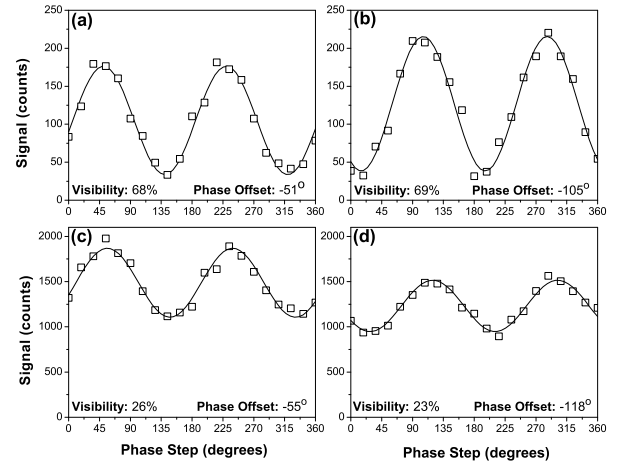 (a)
250
200
150
100
50
0
Signal (counts)
Visibility: 68% Phase Offset: -51°
0 45 90 135 180 225 270 315 360
(b)
250
200
150
100
50
0
Visibility: 69% Phase Offset: -105°
0 45 90 135 180 225 270 315 360
(c)
2000
1500
1000
500
0
Signal (counts)
Visibility: 26% Phase Offset: -55°
0 45 90 135 180 225 270 315 360
Phase Step (degrees)
(d)
2000
1500
1000
500
0
Visibility: 23% Phase Offset: -118°
0 45 90 135 180 225 270 315 360
Phase Step (degrees)